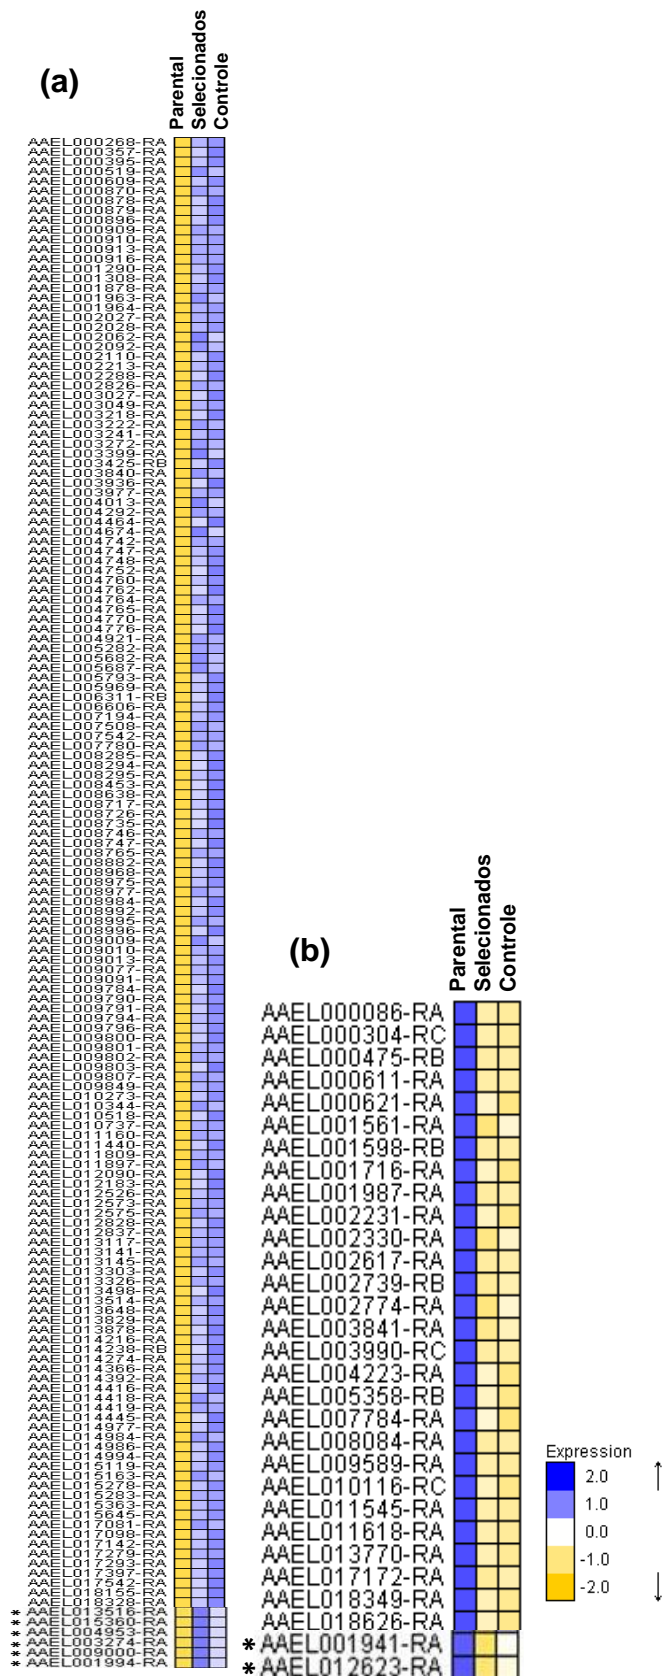 (a)
Parental
Selecionados
Controle
AAEL000268-RA
AAEL000357-RA
AAEL000395-RA
AAEL000519-RA
AAEL000609-RA
AAEL000870-RA
AAEL000878-RA
AAEL000879-RA
AAEL000896-RA
AAEL000909-RA
AAEL000910-RA
AAEL000913-RA
AAEL000916-RA
AAEL001290-RA
AAEL001308-RA
AAEL001878-RA
AAEL001963-RA
AAEL001964-RA
AAEL002027-RA
AAEL002028-RA
AAEL002062-RA
AAEL002092-RA
AAEL002110-RA
AAEL002213-RA
AAEL002288-RA
AAEL002826-RA
AAEL003027-RA
AAEL003049-RA
AAEL003218-RA
AAEL003222-RA
AAEL003241-RA
AAEL003272-RA
AAEL003399-RA
AAEL003425-RB
AAEL003840-RA
AAEL003936-RA
AAEL003977-RA
AAEL004013-RA
AAEL004292-RA
AAEL004464-RA
AAEL004674-RA
AAEL004742-RA
AAEL004747-RA
AAEL004748-RA
AAEL004752-RA
AAEL004760-RA
AAEL004762-RA
AAEL004764-RA
AAEL004765-RA
AAEL004770-RA
AAEL004776-RA
AAEL004921-RA
AAEL005282-RA
AAEL005682-RA
AAEL005687-RA
AAEL005793-RA
AAEL005969-RA
AAEL006311-RB
AAEL006606-RA
AAEL007194-RA
AAEL007508-RA
AAEL007542-RA
AAEL007780-RA
AAEL008285-RA
AAEL008294-RA
AAEL008295-RA
AAEL008453-RA
AAEL008638-RA
AAEL008717-RA
AAEL008726-RA
AAEL008735-RA
AAEL008746-RA
AAEL008747-RA
AAEL008765-RA
AAEL008882-RA
AAEL008968-RA
AAEL008975-RA
AAEL008977-RA
AAEL008984-RA
AAEL008992-RA
AAEL008995-RA
AAEL008996-RA
AAEL009009-RA
AAEL009010-RA
AAEL009013-RA
AAEL009077-RA
AAEL009091-RA
AAEL009784-RA
AAEL009790-RA
AAEL009791-RA
AAEL009794-RA
AAEL009796-RA
AAEL009800-RA
AAEL009801-RA
AAEL009802-RA
AAEL009803-RA
AAEL009807-RA
AAEL009849-RA
AAEL010273-RA
AAEL010344-RA
AAEL010518-RA
AAEL010737-RA
AAEL011160-RA
AAEL011440-RA
AAEL011809-RA
AAEL011897-RA
AAEL012090-RA
AAEL012183-RA
AAEL012526-RA
AAEL012573-RA
AAEL012575-RA
AAEL012828-RA
AAEL012837-RA
AAEL013117-RA
AAEL013141-RA
AAEL013145-RA
AAEL013303-RA
AAEL013326-RA
AAEL013498-RA
AAEL013514-RA
AAEL013648-RA
AAEL013829-RA
AAEL013878-RA
AAEL014216-RA
AAEL014238-RB
AAEL014274-RA
AAEL014366-RA
AAEL014392-RA
AAEL014416-RA
AAEL014418-RA
AAEL014419-RA
AAEL014445-RA
AAEL014977-RA
AAEL014984-RA
AAEL014986-RA
AAEL014994-RA
AAEL015119-RA
AAEL015163-RA
AAEL015278-RA
AAEL015283-RA
AAEL015363-RA
AAEL015645-RA
AAEL017081-RA
AAEL017098-RA
AAEL017142-RA
AAEL017279-RA
AAEL017293-RA
AAEL017397-RA
AAEL017542-RA
AAEL018155-RA
AAEL018328-RA
* AAEL013516-RA
* AAEL015360-RA
* AAEL004953-RA
* AAEL003274-RA
* AAEL009000-RA
* AAEL001994-RA
(b)
Parental
Selecionados
Controle
AAEL000086-RA
AAEL000304-RC
AAEL000475-RB
AAEL000611-RA
AAEL000621-RA
AAEL001561-RA
AAEL001598-RB
AAEL001716-RA
AAEL001987-RA
AAEL002231-RA
AAEL002330-RA
AAEL002617-RA
AAEL002739-RB
AAEL002774-RA
AAEL003841-RA
AAEL003990-RC
AAEL004223-RA
AAEL005358-RB
AAEL007784-RA
AAEL008084-RA
AAEL009589-RA
AAEL010116-RC
AAEL011545-RA
AAEL011618-RA
AAEL013770-RA
AAEL017172-RA
AAEL018349-RA
AAEL018626-RA
* AAEL001941-RA
* AAEL012623-RA
Expression
2.0 ↑
1.0
0.0
-1.0
-2.0 ↓